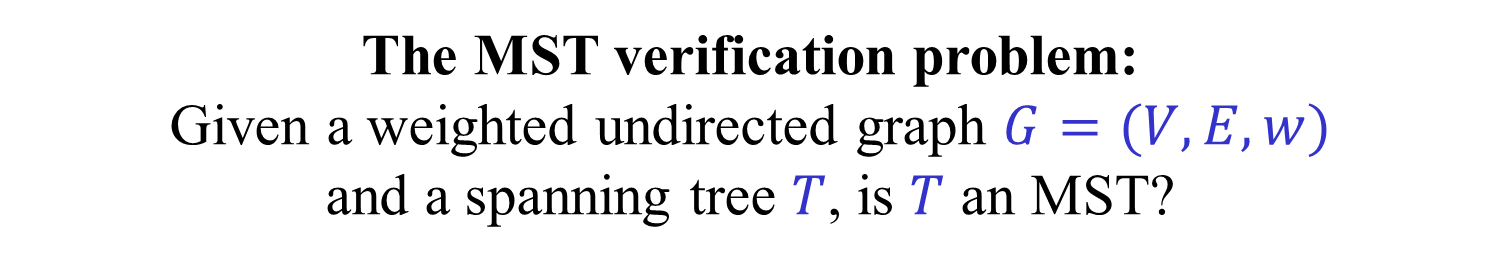 The MST verification problem:
Given a weighted undirected graph G = (V, E, w)
and a spanning tree T, is T an MST?